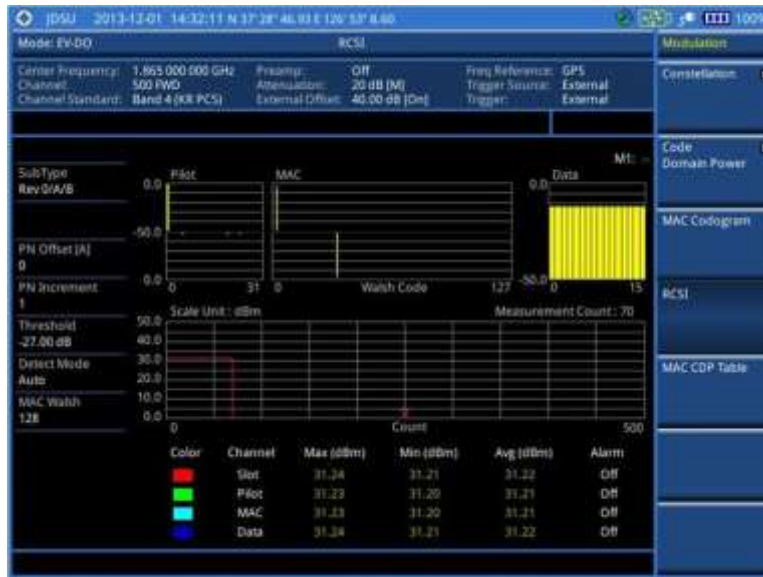 JDSU 2013-12-01 14:32:11 N 37° 28" 46.93 E 126° 53" 8.60 100%
Mode: EV-DO RCSI Modulation
Center Frequency: 1.865 000 000 GHz Preamp: Off Freq Reference: GPS
Channel: 500 FWD Attenuation: 20 dB [M] Trigger Source: External
Channel Standard: Band 4 (KR PCS) External Offset: 40.00 dB [On] Trigger: External
Constellation
Code
Domain Power
MAC Codogram
RCSI
MAC CDP Table
M1: --
SubType
Rev 0/A/B
PN Offset [A]
0
PN Increment
1
Threshold
-27.00 dB
Detect Mode
Auto
MAC Walsh
128
Pilot MAC Data
0.0 0.0
-50.0
0.0 -50.0
0 31 0 Walsh Code 127 0 15
Scale Unit : dBm Measurement Count : 70
50.0
40.0
30.0
20.0
10.0
0.0
0 Count 500
Color Channel Max (dBm) Min (dBm) Avg (dBm) Alarm
Slot 31.24 31.21 31.22 Off
Pilot 31.23 31.20 31.21 Off
MAC 31.23 31.20 31.21 Off
Data 31.24 31.21 31.22 Off